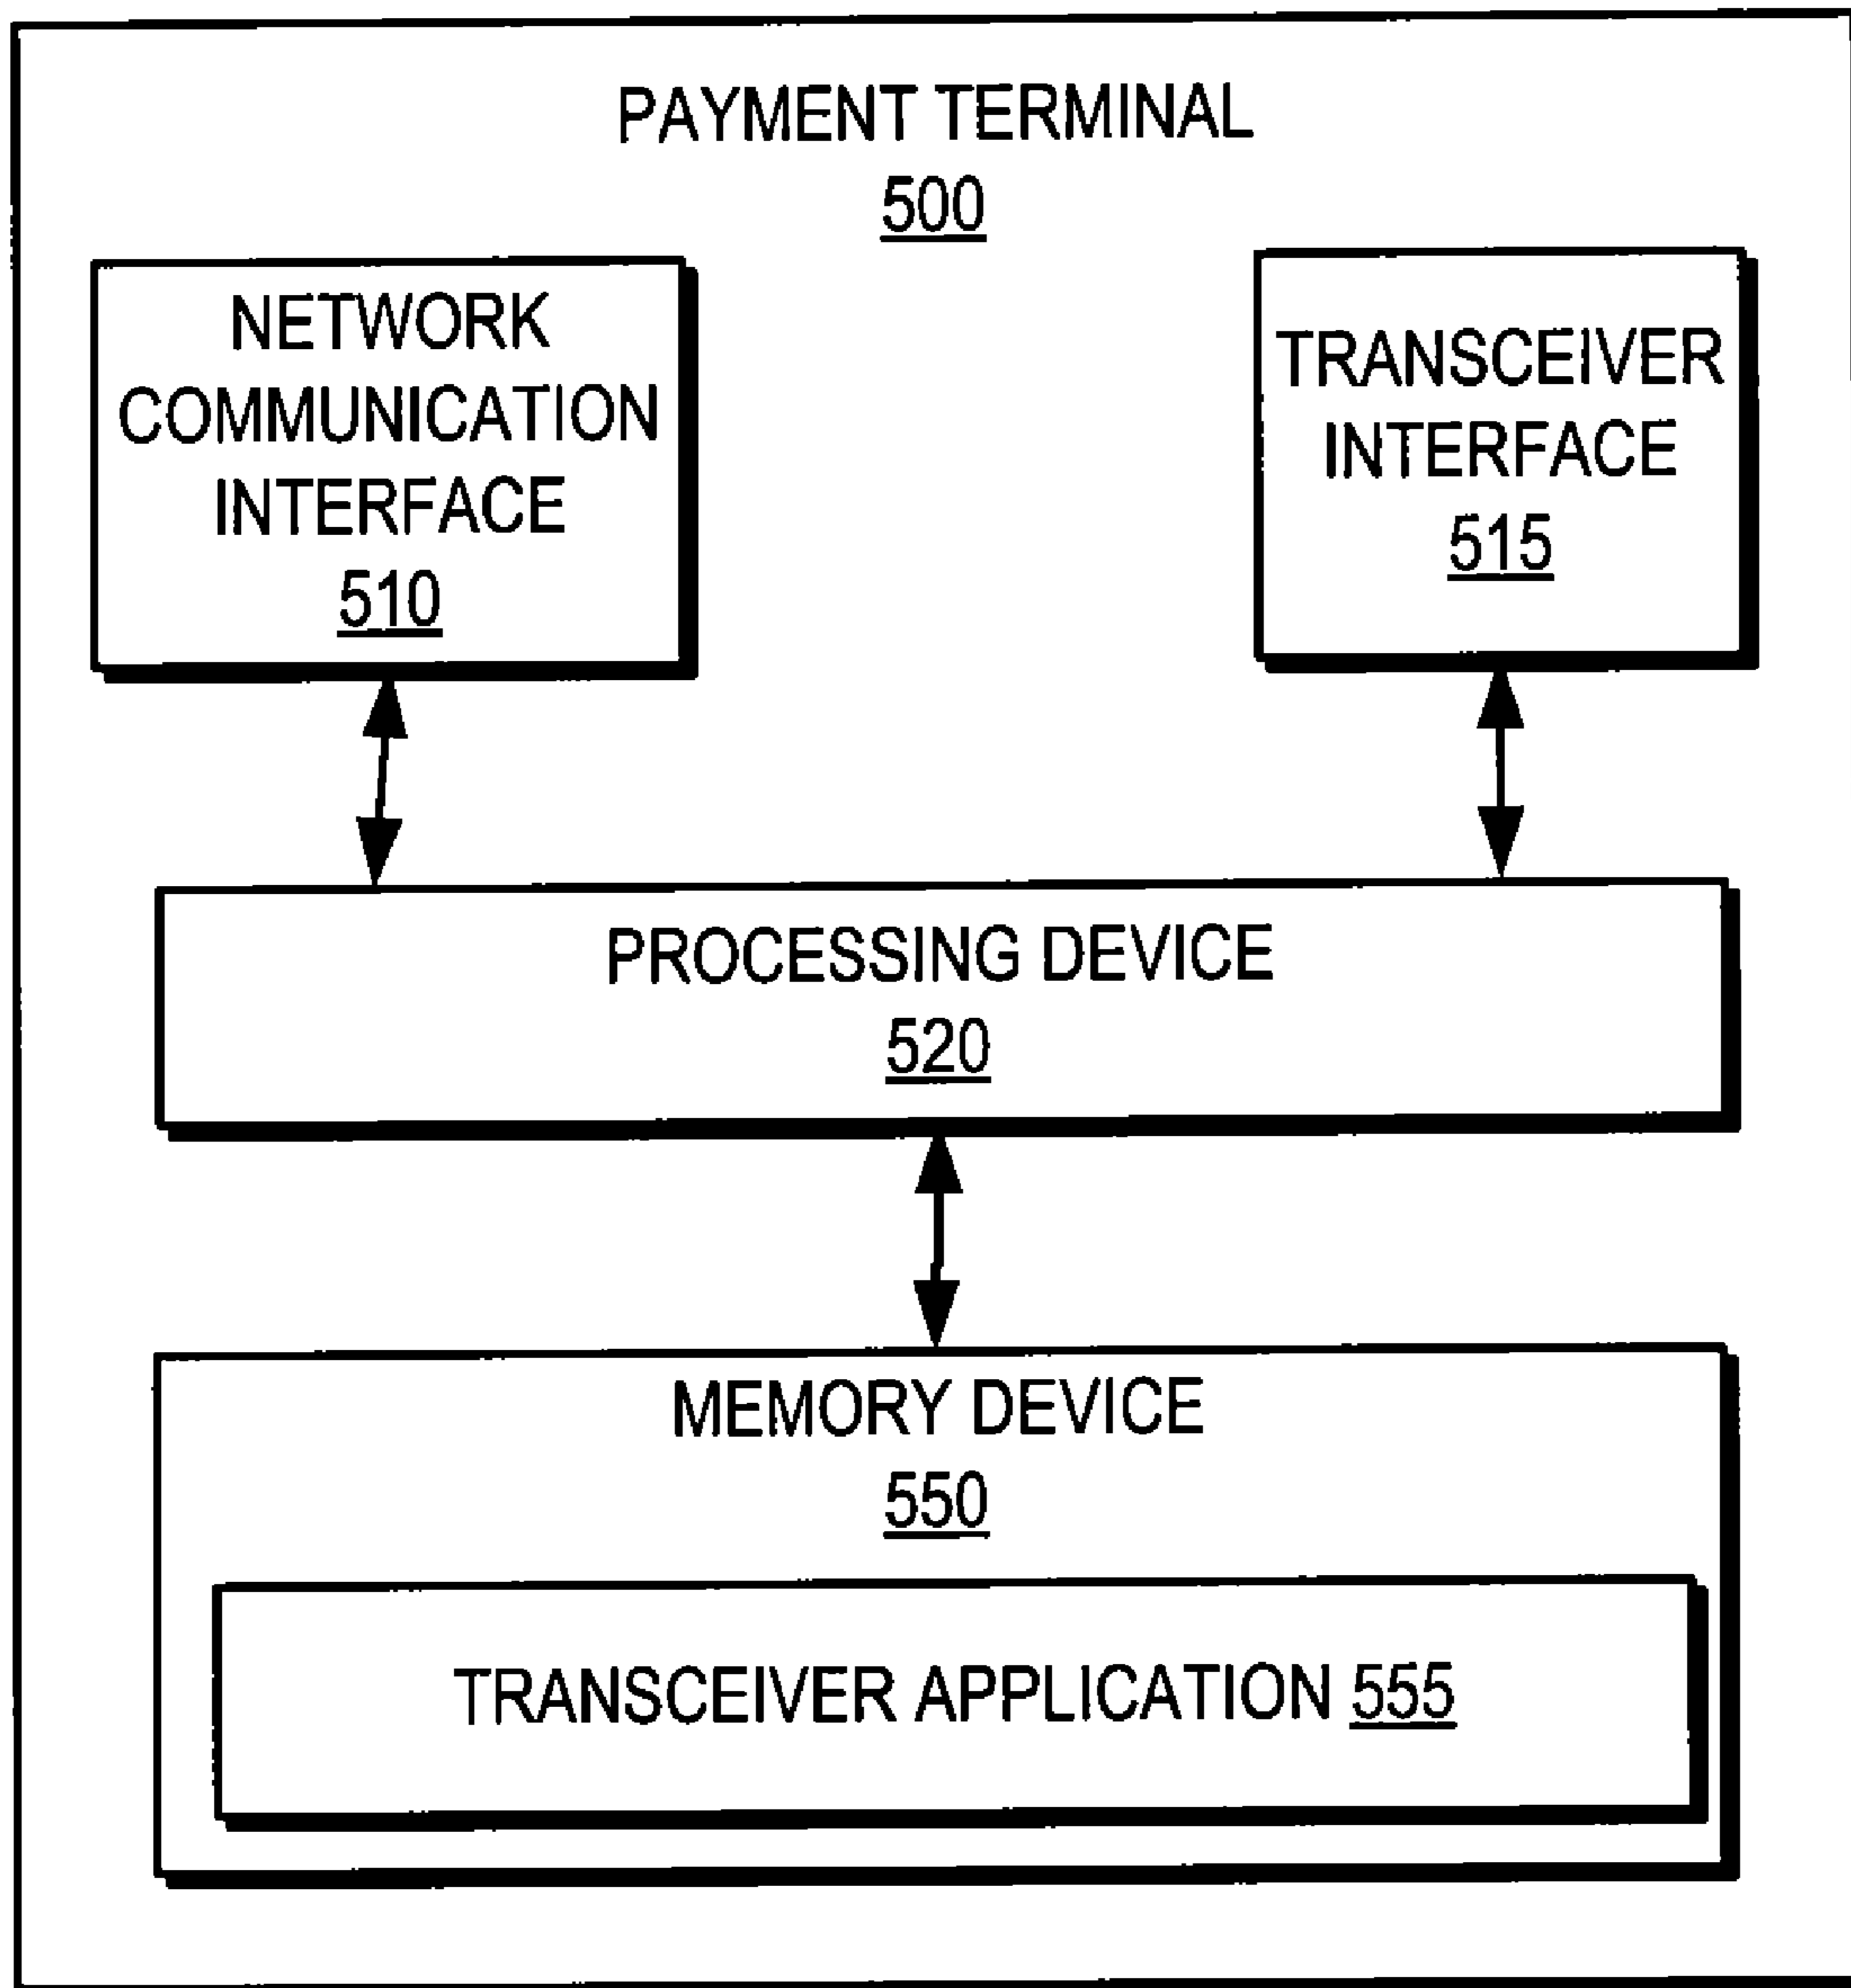 PAYMENT TERMINAL
500
NETWORK
COMMUNICATION
INTERFACE
510
TRANSCEIVER
INTERFACE
515
PROCESSING DEVICE
520
MEMORY DEVICE
550
TRANSCEIVER APPLICATION 555